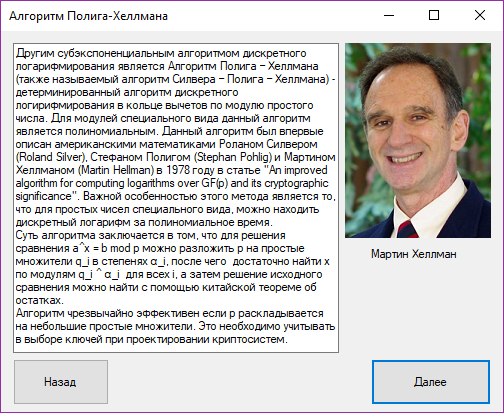 Алгоритм Полига-Хеллмана
Другим субэкспоненциальным алгоритмом дискретного
логарифмирования является Алгоритм Полига – Хеллмана
(также называемый алгоритм Силвера – Полига – Хеллмана) -
детерминированный алгоритм дискретного
логирифмирования в кольце вычетов по модулю простого
числа. Для модулей специального вида данный алгоритм
является полиномиальным. Данный алгоритм был впервые
описан американскими математиками Роланом Силвером
(Roland Silver), Стефаном Полигом (Stephan Pohlig) и Мартином
Хеллманом (Martin Hellman) в 1978 году в статье "An improved
algorithm for computing logarithms over GF(p) and its cryptographic
significance". Важной особенностью этого метода является то,
что для простых чисел специального вида, можно находить
дискретный логарифм за полиномиальное время.
Суть алгоритма заключается в том, что для решения
сравнения a^x = b mod p можно разложить p на простые
множители q_i в степенях α_i, после чего  достаточно найти x
по модулям q_i ^ α_i  для всех i, а затем решение исходного
сравнения можно найти с помощью китайской теореме об
остатках.
Алгоритм чрезвычайно эффективен если p раскладывается
на небольшие простые множители. Это необходимо учитывать
в выборе ключей при проектировании криптосистем.
Мартин Хеллман
Назад
Далее